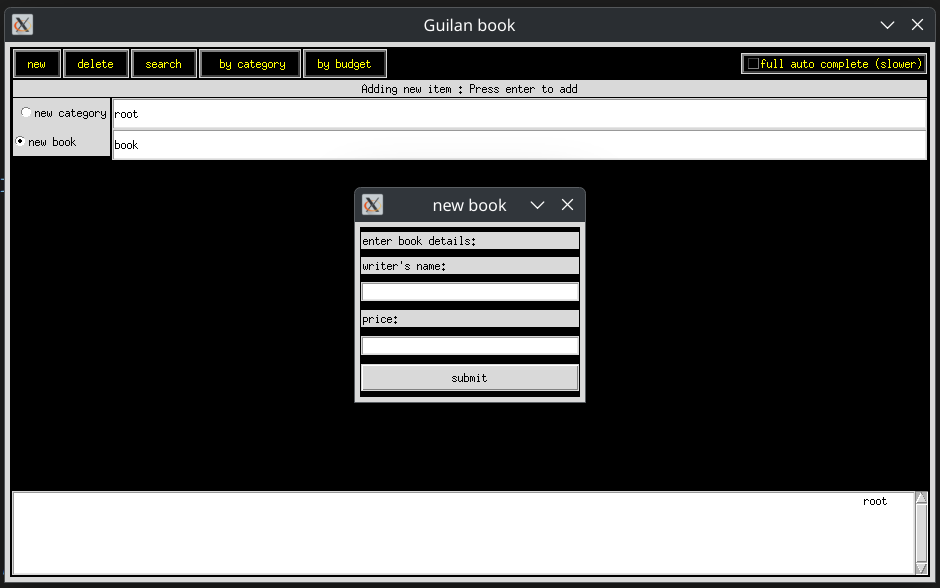 Guilan book
new delete search by category by budget full auto complete (slower)
Adding new item : Press enter to add
new category root
new book book
new book
enter book details:
writer's name:
price:
submit
root